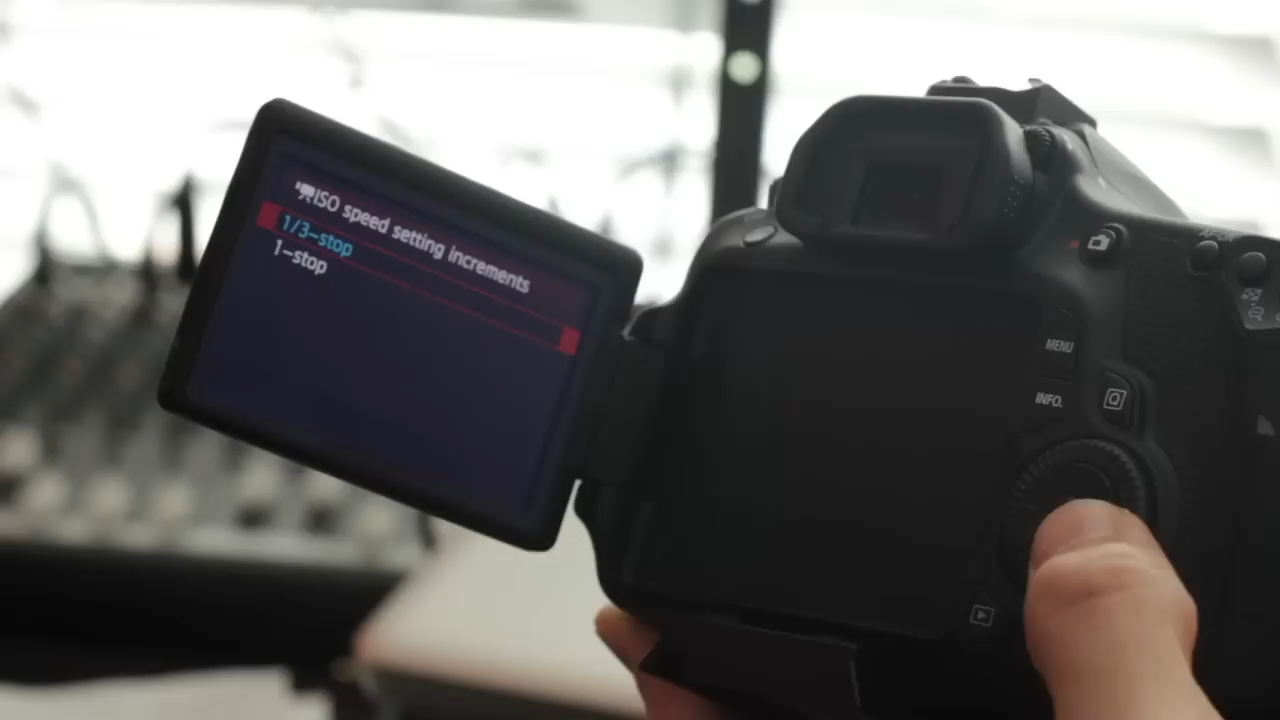 ISO speed setting increments
1/3-stop
1-stop
MENU
INFO.
Q